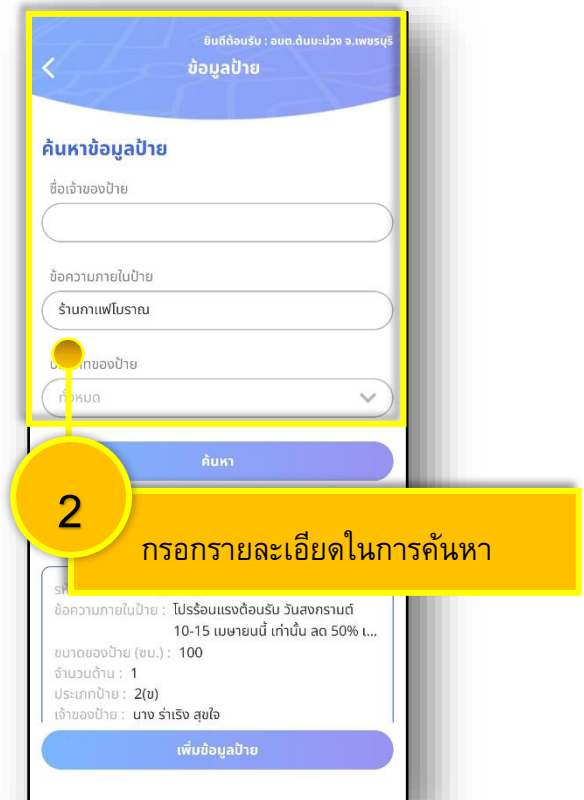 ยินดีต้อนรับ : อบต.ต้นมะม่วง จ.เพชรบุรี
ข้อมูลป้าย
ค้นหาข้อมูลป้าย
ชื่อเจ้าของป้าย
ข้อความภายในป้าย
ร้านกาแฟโบราณ
ของป้าย
ทั้งหมด
ค้นหา
2
กรอกรายละเอียดในการค้นหา
ข้อความภายในป้าย : โปรร้อนแรงต้อนรับ วันสงกรานต์
10-15 เมษายนนี้ เท่านั้น ลด 50% เ...
ขนาดของป้าย (ซม.) : 100
จำนวนด้าน : 1
ประเภทป้าย : 2(ข)
เจ้าของป้าย : นาง ร่าเริง สุขใจ
เพิ่มข้อมูลป้าย